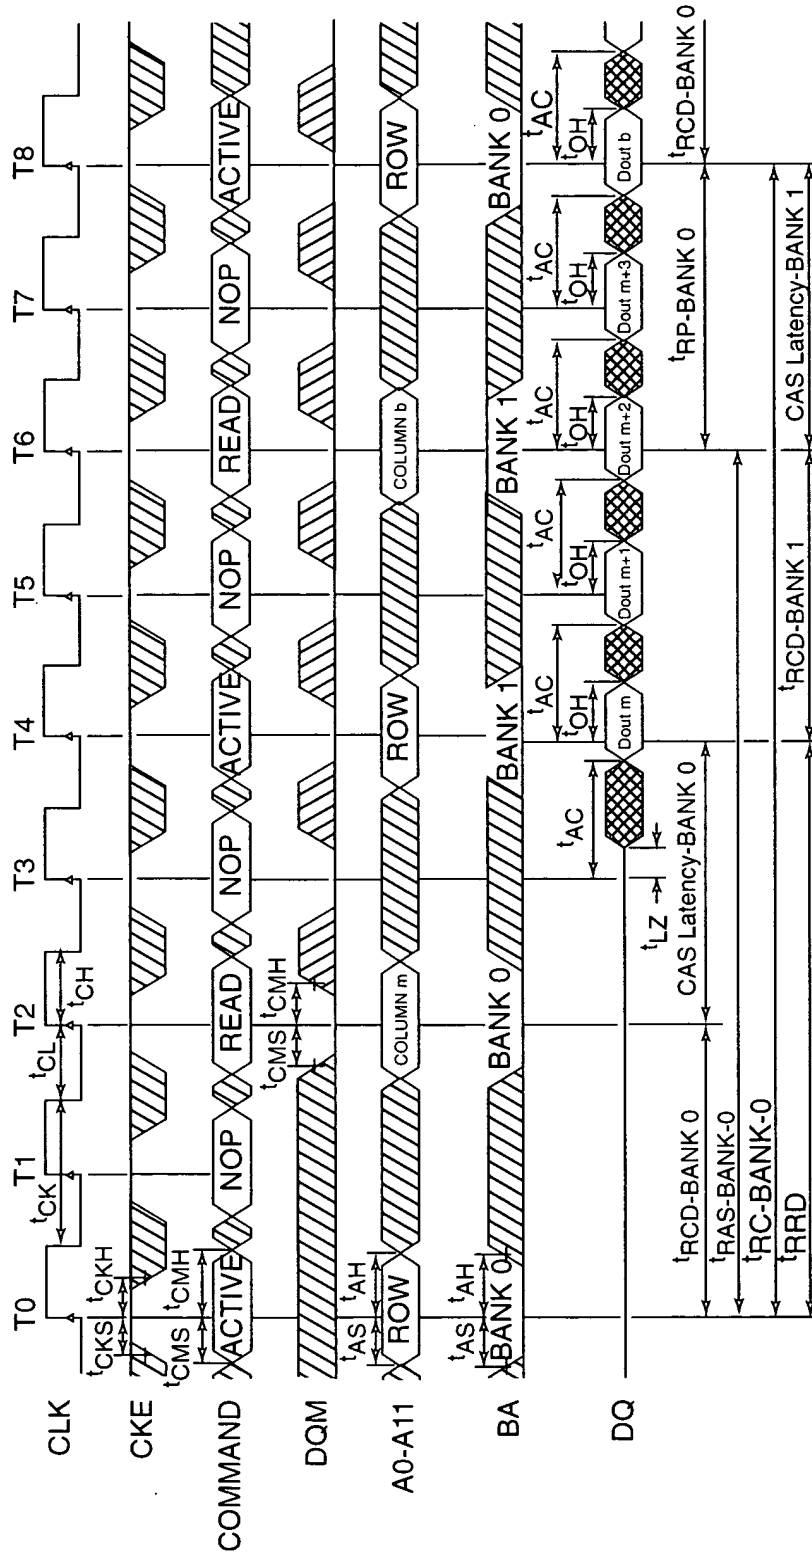 T0 T1 T2 T3 T4 T5 T6 T7 T8
CLK
tCK tCL tCH
tCKS tCKH
CKE
tCMS tCMH
COMMAND ACTIVE NOP READ NOP ACTIVE NOP READ NOP ACTIVE
tCMS tCMH
DQM
tAS tAH
A0-A11 ROW COLUMN m ROW COLUMN b ROW
tAS tAH
BA BANK 0 BANK 0 BANK 1 BANK 1 BANK 0
tAC tAC tAC tAC tAC tAC
tLZ tOH tOH tOH tOH tOH
DQ Dout m Dout m+1 Dout m+2 Dout m+3 Dout b
tRCD-BANK 0 CAS Latency-BANK 0 tRP-BANK 0 tRCD-BANK 0
tRAS-BANK-0
tRC-BANK-0
tRRD tRCD-BANK 1 CAS Latency-BANK 1